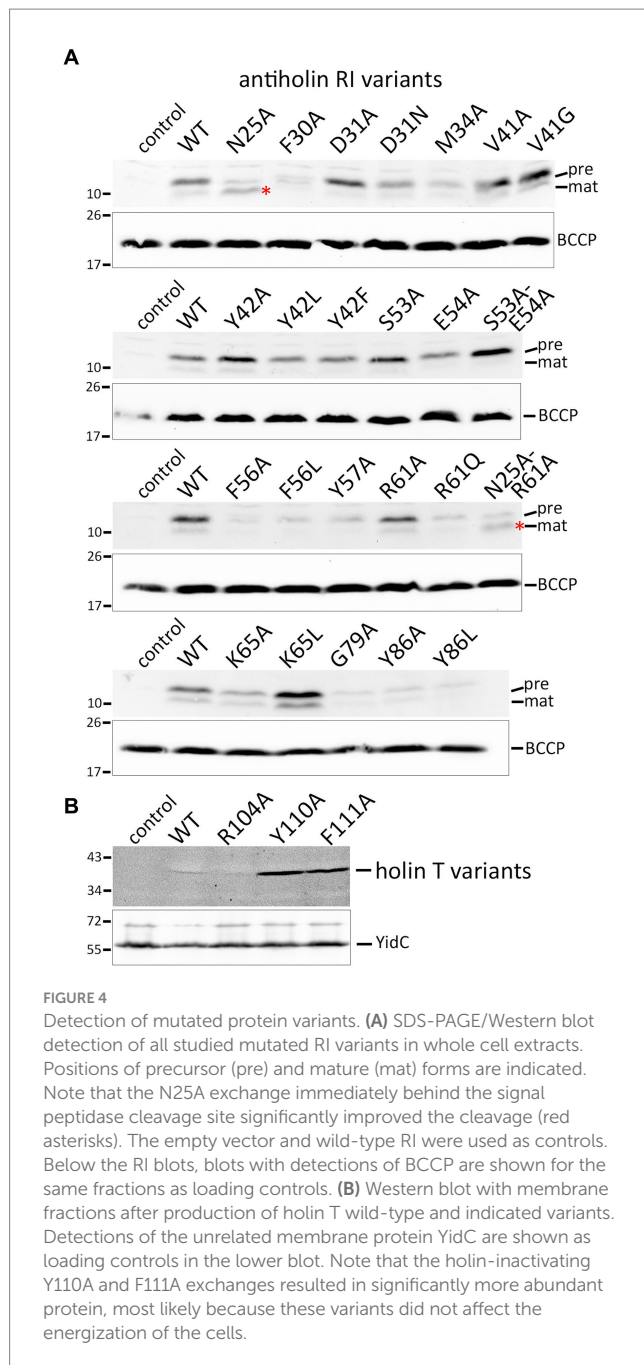 A
antiholin RI variants
control WT N25A F30A D31A D31N M34A V41A V41G
pre
mat
10
26
BCCP
17
control WT Y42A Y42L Y42F S53A E54A S53A-E54A
pre
mat
10
26
BCCP
17
control WT F56A F56L Y57A R61A R61Q N25A-R61A
pre
* mat
10
26
BCCP
17
control WT K65A K65L G79A Y86A Y86L
pre
mat
10
26
BCCP
17
B
control WT R104A Y110A F111A
43
holin T variants
34
72
YidC
55
FIGURE 4
Detection of mutated protein variants. (A) SDS-PAGE/Western blot
detection of all studied mutated RI variants in whole cell extracts.
Positions of precursor (pre) and mature (mat) forms are indicated.
Note that the N25A exchange immediately behind the signal
peptidase cleavage site significantly improved the cleavage (red
asterisks). The empty vector and wild-type RI were used as controls.
Below the RI blots, blots with detections of BCCP are shown for the
same fractions as loading controls. (B) Western blot with membrane
fractions after production of holin T wild-type and indicated variants.
Detections of the unrelated membrane protein YidC are shown as
loading controls in the lower blot. Note that the holin-inactivating
Y110A and F111A exchanges resulted in significantly more abundant
protein, most likely because these variants did not affect the
energization of the cells.